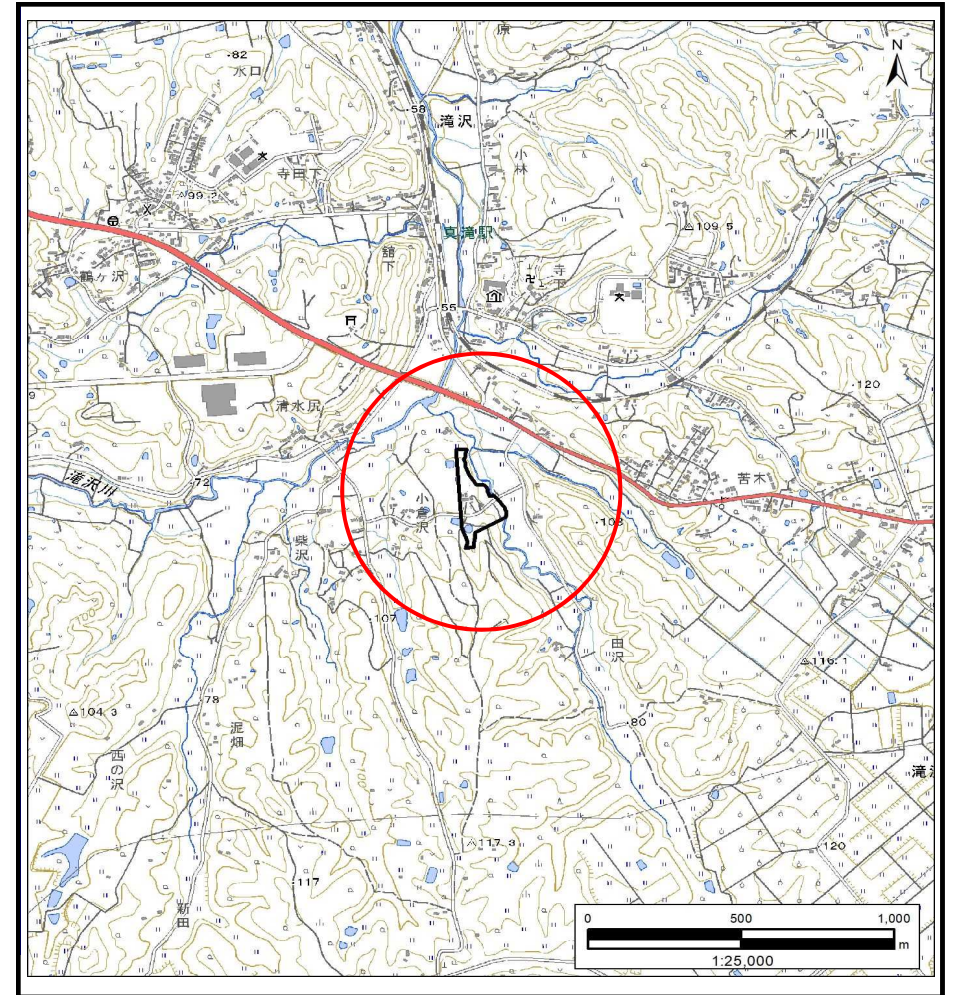 原
N
82
水口
58
滝沢
木ノ川
小林
寺田下
99.2
真滝駅
109.5
舘下
鶴ヶ沢
寺下
55
120
清水尻
72
滝沢川
小倉沢
苦木
103
柴沢
107
田沢
116.1
78
104.3
泥畑
80
西の沢
117.3
120
117
新田
0 500 1,000
m
1:25,000